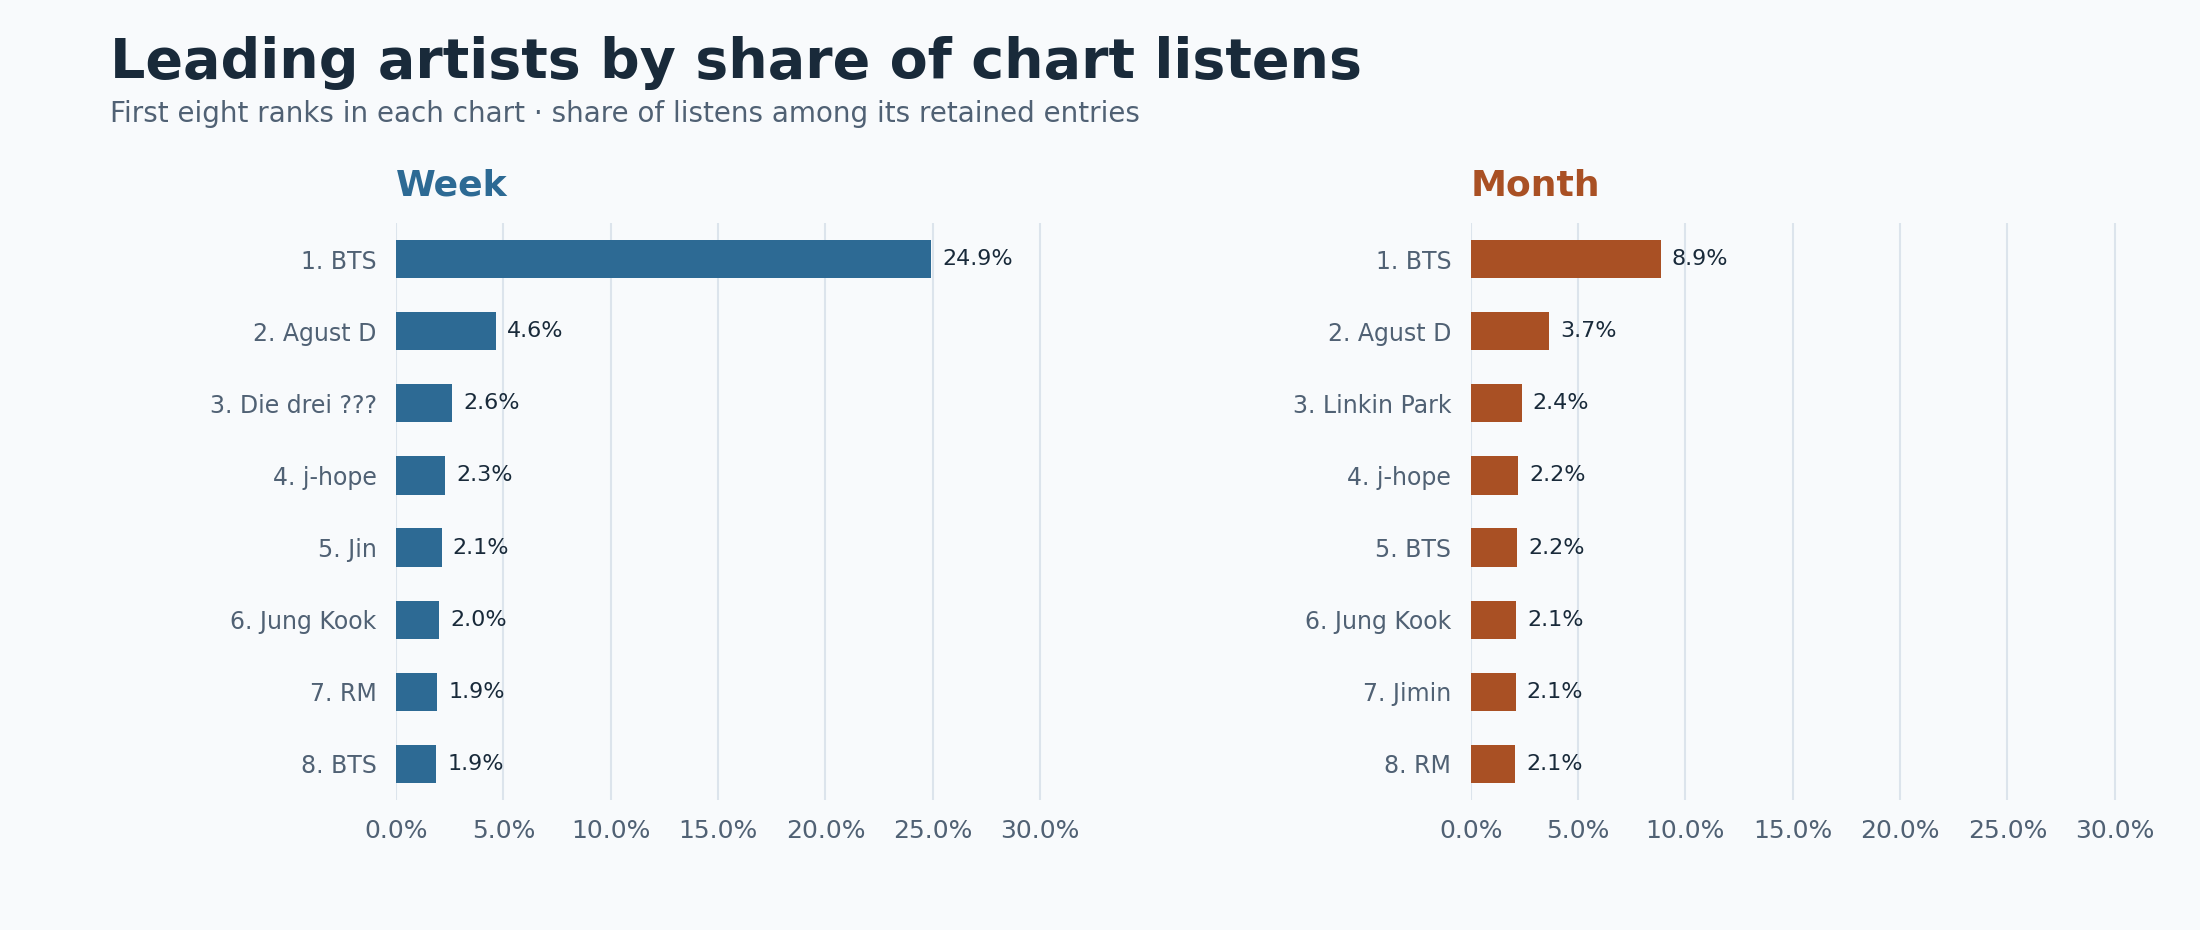 Leading artists by share of chart listens
First eight ranks in each chart · share of listens among its retained entries
Week
1. BTS 24.9%
2. Agust D 4.6%
3. Die drei ??? 2.6%
4. j-hope 2.3%
5. Jin 2.1%
6. Jung Kook 2.0%
7. RM 1.9%
8. BTS 1.9%
0.0% 5.0% 10.0% 15.0% 20.0% 25.0% 30.0%
Month
1. BTS 8.9%
2. Agust D 3.7%
3. Linkin Park 2.4%
4. j-hope 2.2%
5. BTS 2.2%
6. Jung Kook 2.1%
7. Jimin 2.1%
8. RM 2.1%
0.0% 5.0% 10.0% 15.0% 20.0% 25.0% 30.0%